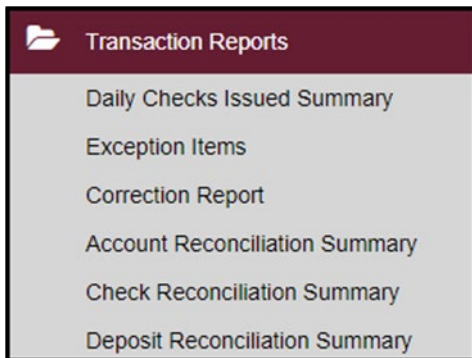 Transaction Reports
Daily Checks Issued Summary
Exception Items
Correction Report
Account Reconciliation Summary
Check Reconciliation Summary
Deposit Reconciliation Summary